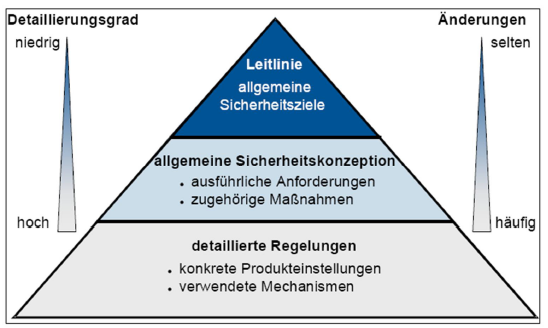 Detaillierungsgrad
niedrig
hoch
Änderungen
selten
häufig
Leitlinie
allgemeine
Sicherheitsziele
allgemeine Sicherheitskonzeption
• ausführliche Anforderungen
• zugehörige Maßnahmen
detaillierte Regelungen
• konkrete Produkteinstellungen
• verwendete Mechanismen